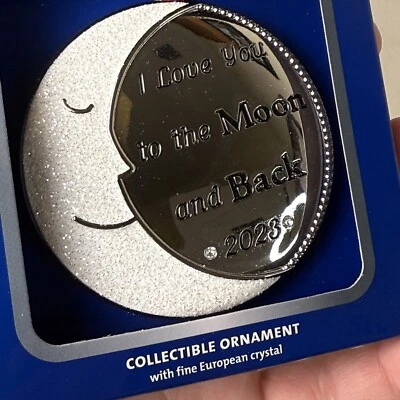 I Love You
to the Moon
and Back
2023
COLLECTIBLE ORNAMENT
with fine European crystal